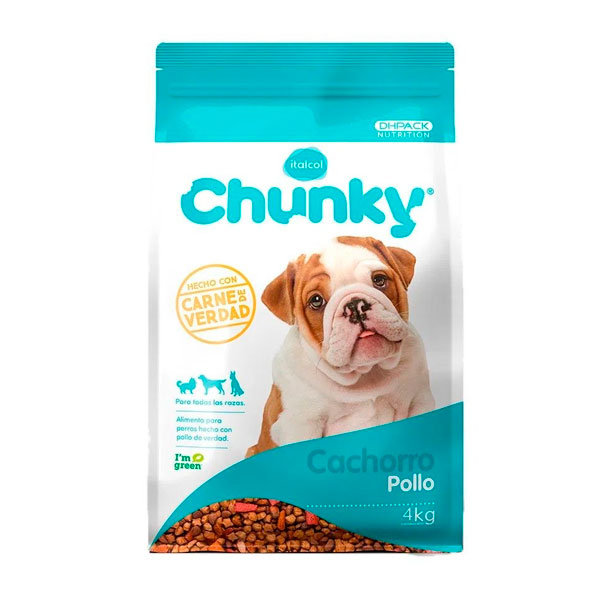 DHPACK
NUTRITION
italcol
Chunky®
HECHO CON
CARNE DE
VERDAD
Para todas las razas.
Alimento para
perros hecho con
pollo de verdad.
I'm
green
Cachorro
Pollo
4kg